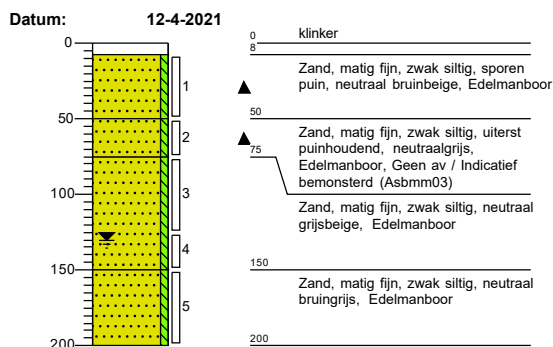 Datum: 12-4-2021
0
50
100
150
200
1
2
3
4
5
0
klinker
8
Zand, matig fijn, zwak siltig, sporen
puin, neutraal bruinbeige, Edelmanboor
50
Zand, matig fijn, zwak siltig, uiterst
puinhoudend, neutraalgrijs,
Edelmanboor, Geen av / Indicatief
bemonsterd (Asbmm03)
75
Zand, matig fijn, zwak siltig, neutraal
grijsbeige, Edelmanboor
150
Zand, matig fijn, zwak siltig, neutraal
bruingrijs, Edelmanboor
200